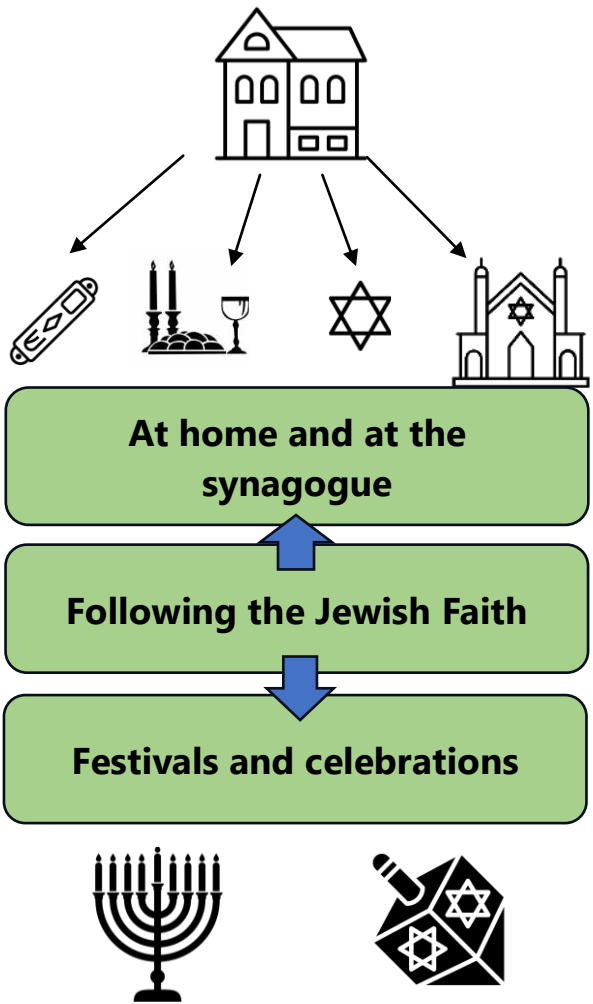 At home and at the
synagogue
Following the Jewish Faith
Festivals and celebrations